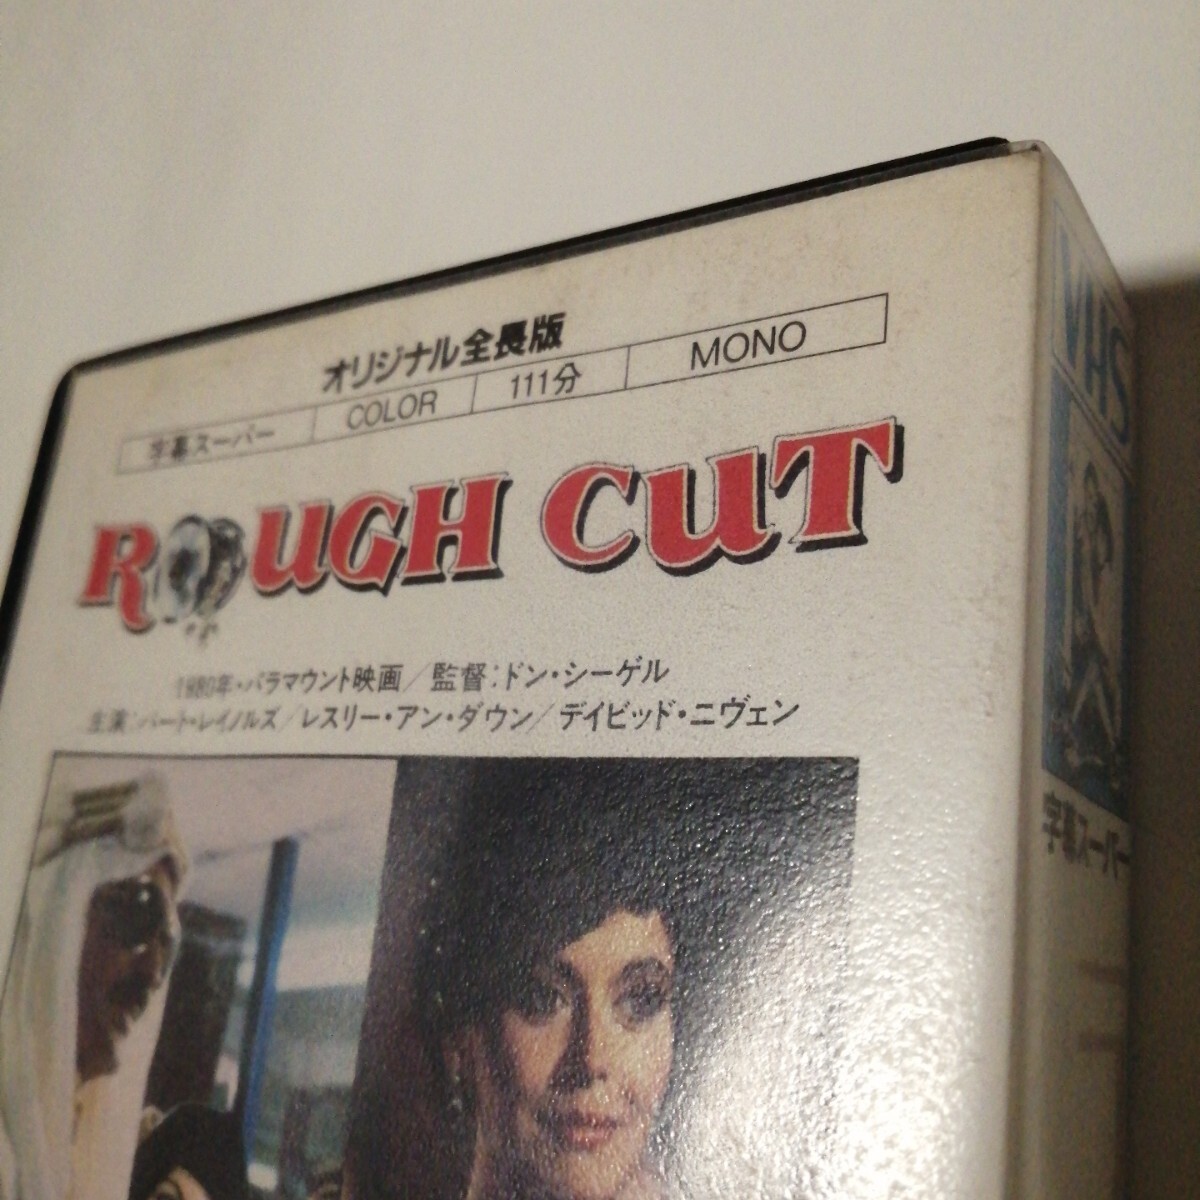 オリジナル全長版
字幕スーパー COLOR 111分 MONO
ROUGH CUT
1980年・パラマウント映画／監督：ドン・シーゲル
主演：バート・レイノルズ／レスリー・アン・ダウン／デイビッド・ニヴェン
VHS
字幕スーパー